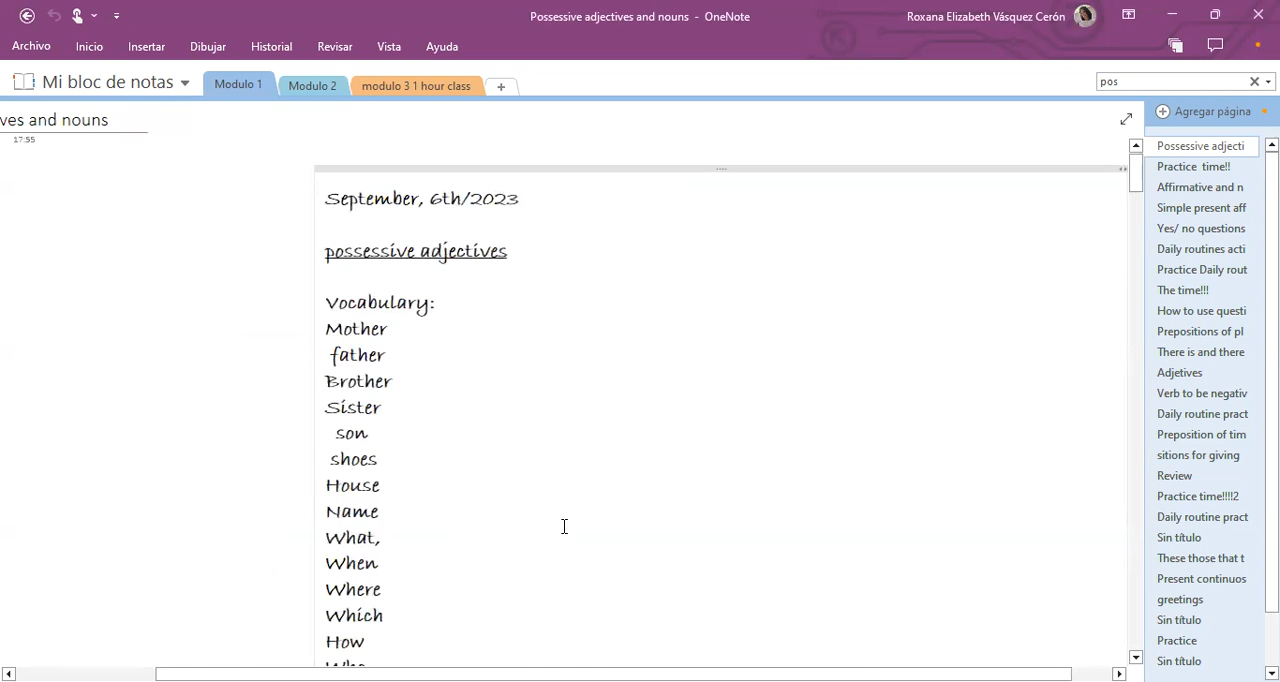 Possessive adjectives and nouns - OneNote
Roxana Elizabeth Vásquez Cerón
Archivo Inicio Insertar Dibujar Historial Revisar Vista Ayuda
Mi bloc de notas Modulo 1 Modulo 2 modulo 3 1 hour class
pos
ves and nouns
17:55
Agregar página
September, 6th/2023
possessive adjectives
Vocabulary:
Mother
father
Brother
Sister
son
shoes
House
Name
What,
When
Where
Which
How
Who
Possessive adjecti
Practice time!!
Affirmative and n
Simple present aff
Yes/ no questions
Daily routines acti
Practice Daily rout
The time!!!
How to use questi
Prepositions of pl
There is and there
Adjetives
Verb to be negativ
Daily routine pract
Preposition of tim
sitions for giving
Review
Practice time!!!!2
Daily routine pract
Sin título
These those that t
Present continuos
greetings
Sin título
Practice
Sin título